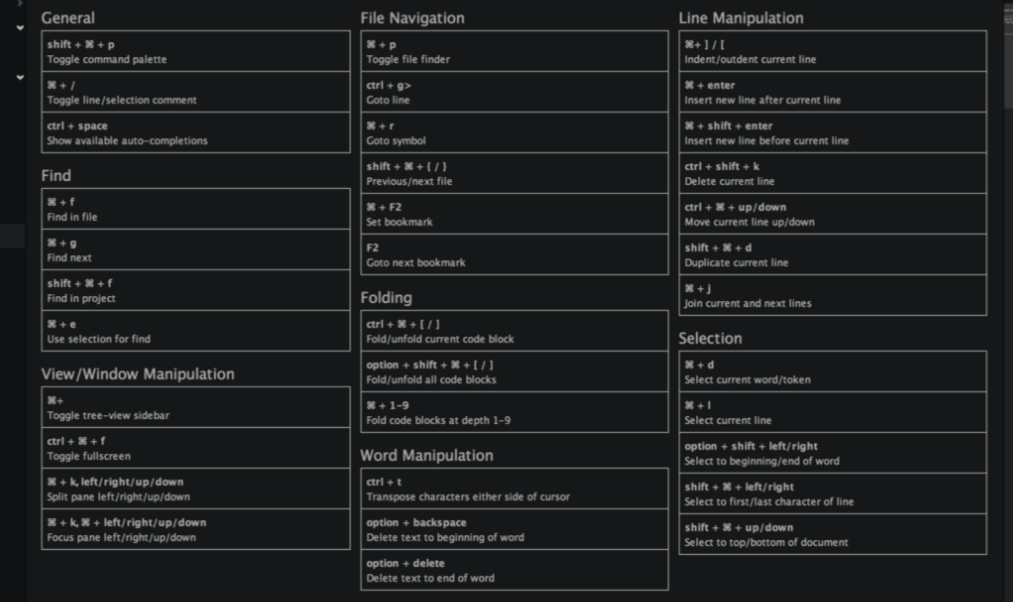 General
shift + ⌘ + p
Toggle command palette
⌘ + /
Toggle line/selection comment
ctrl + space
Show available auto-completions
Find
⌘ + f
Find in file
⌘ + g
Find next
shift + ⌘ + f
Find in project
⌘ + e
Use selection for find
View/Window Manipulation
⌘+
Toggle tree-view sidebar
ctrl + ⌘ + f
Toggle fullscreen
⌘ + k, left/right/up/down
Split pane left/right/up/down
⌘ + k, ⌘ + left/right/up/down
Focus pane left/right/up/down
File Navigation
⌘ + p
Toggle file finder
ctrl + g>
Goto line
⌘ + r
Goto symbol
shift + ⌘ + { / }
Previous/next file
⌘ + F2
Set bookmark
F2
Goto next bookmark
Folding
ctrl + ⌘ + [ / ]
Fold/unfold current code block
option + shift + ⌘ + [ / ]
Fold/unfold all code blocks
⌘ + 1-9
Fold code blocks at depth 1-9
Word Manipulation
ctrl + t
Transpose characters either side of cursor
option + backspace
Delete text to beginning of word
option + delete
Delete text to end of word
Line Manipulation
⌘+ ] / [
Indent/outdent current line
⌘ + enter
Insert new line after current line
⌘ + shift + enter
Insert new line before current line
ctrl + shift + k
Delete current line
ctrl + ⌘ + up/down
Move current line up/down
shift + ⌘ + d
Duplicate current line
⌘ + j
Join current and next lines
Selection
⌘ + d
Select current word/token
⌘ + l
Select current line
option + shift + left/right
Select to beginning/end of word
shift + ⌘ + left/right
Select to first/last character of line
shift + ⌘ + up/down
Select to top/bottom of document